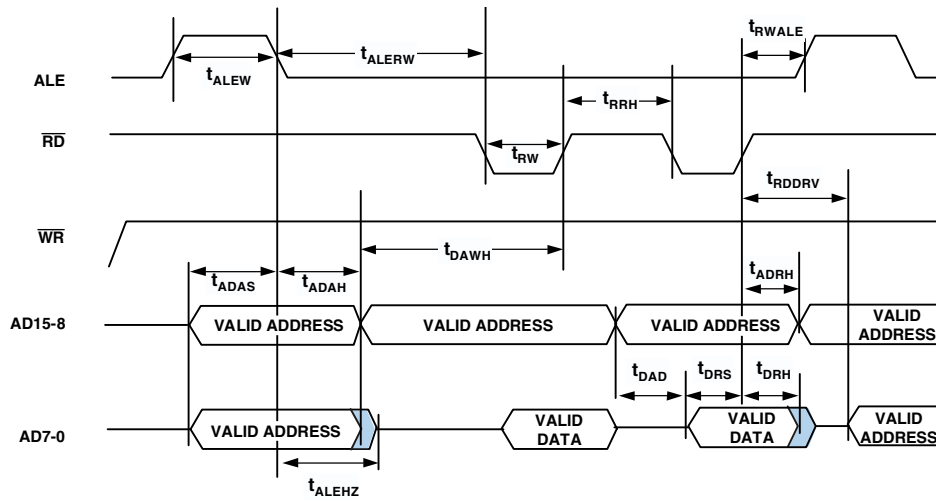 tRWALE
tALERW
tALEW
ALE
tRRH
RD
tRW
tRDDRV
WR
tDAWH
tADAS
tADAH
tADRH
AD15-8
VALID ADDRESS
VALID ADDRESS
VALID ADDRESS
VALID
ADDRESS
tDAD
tDRS
tDRH
AD7-0
VALID ADDRESS
VALID
DATA
VALID
DATA
VALID
ADDRESS
tALEHZ